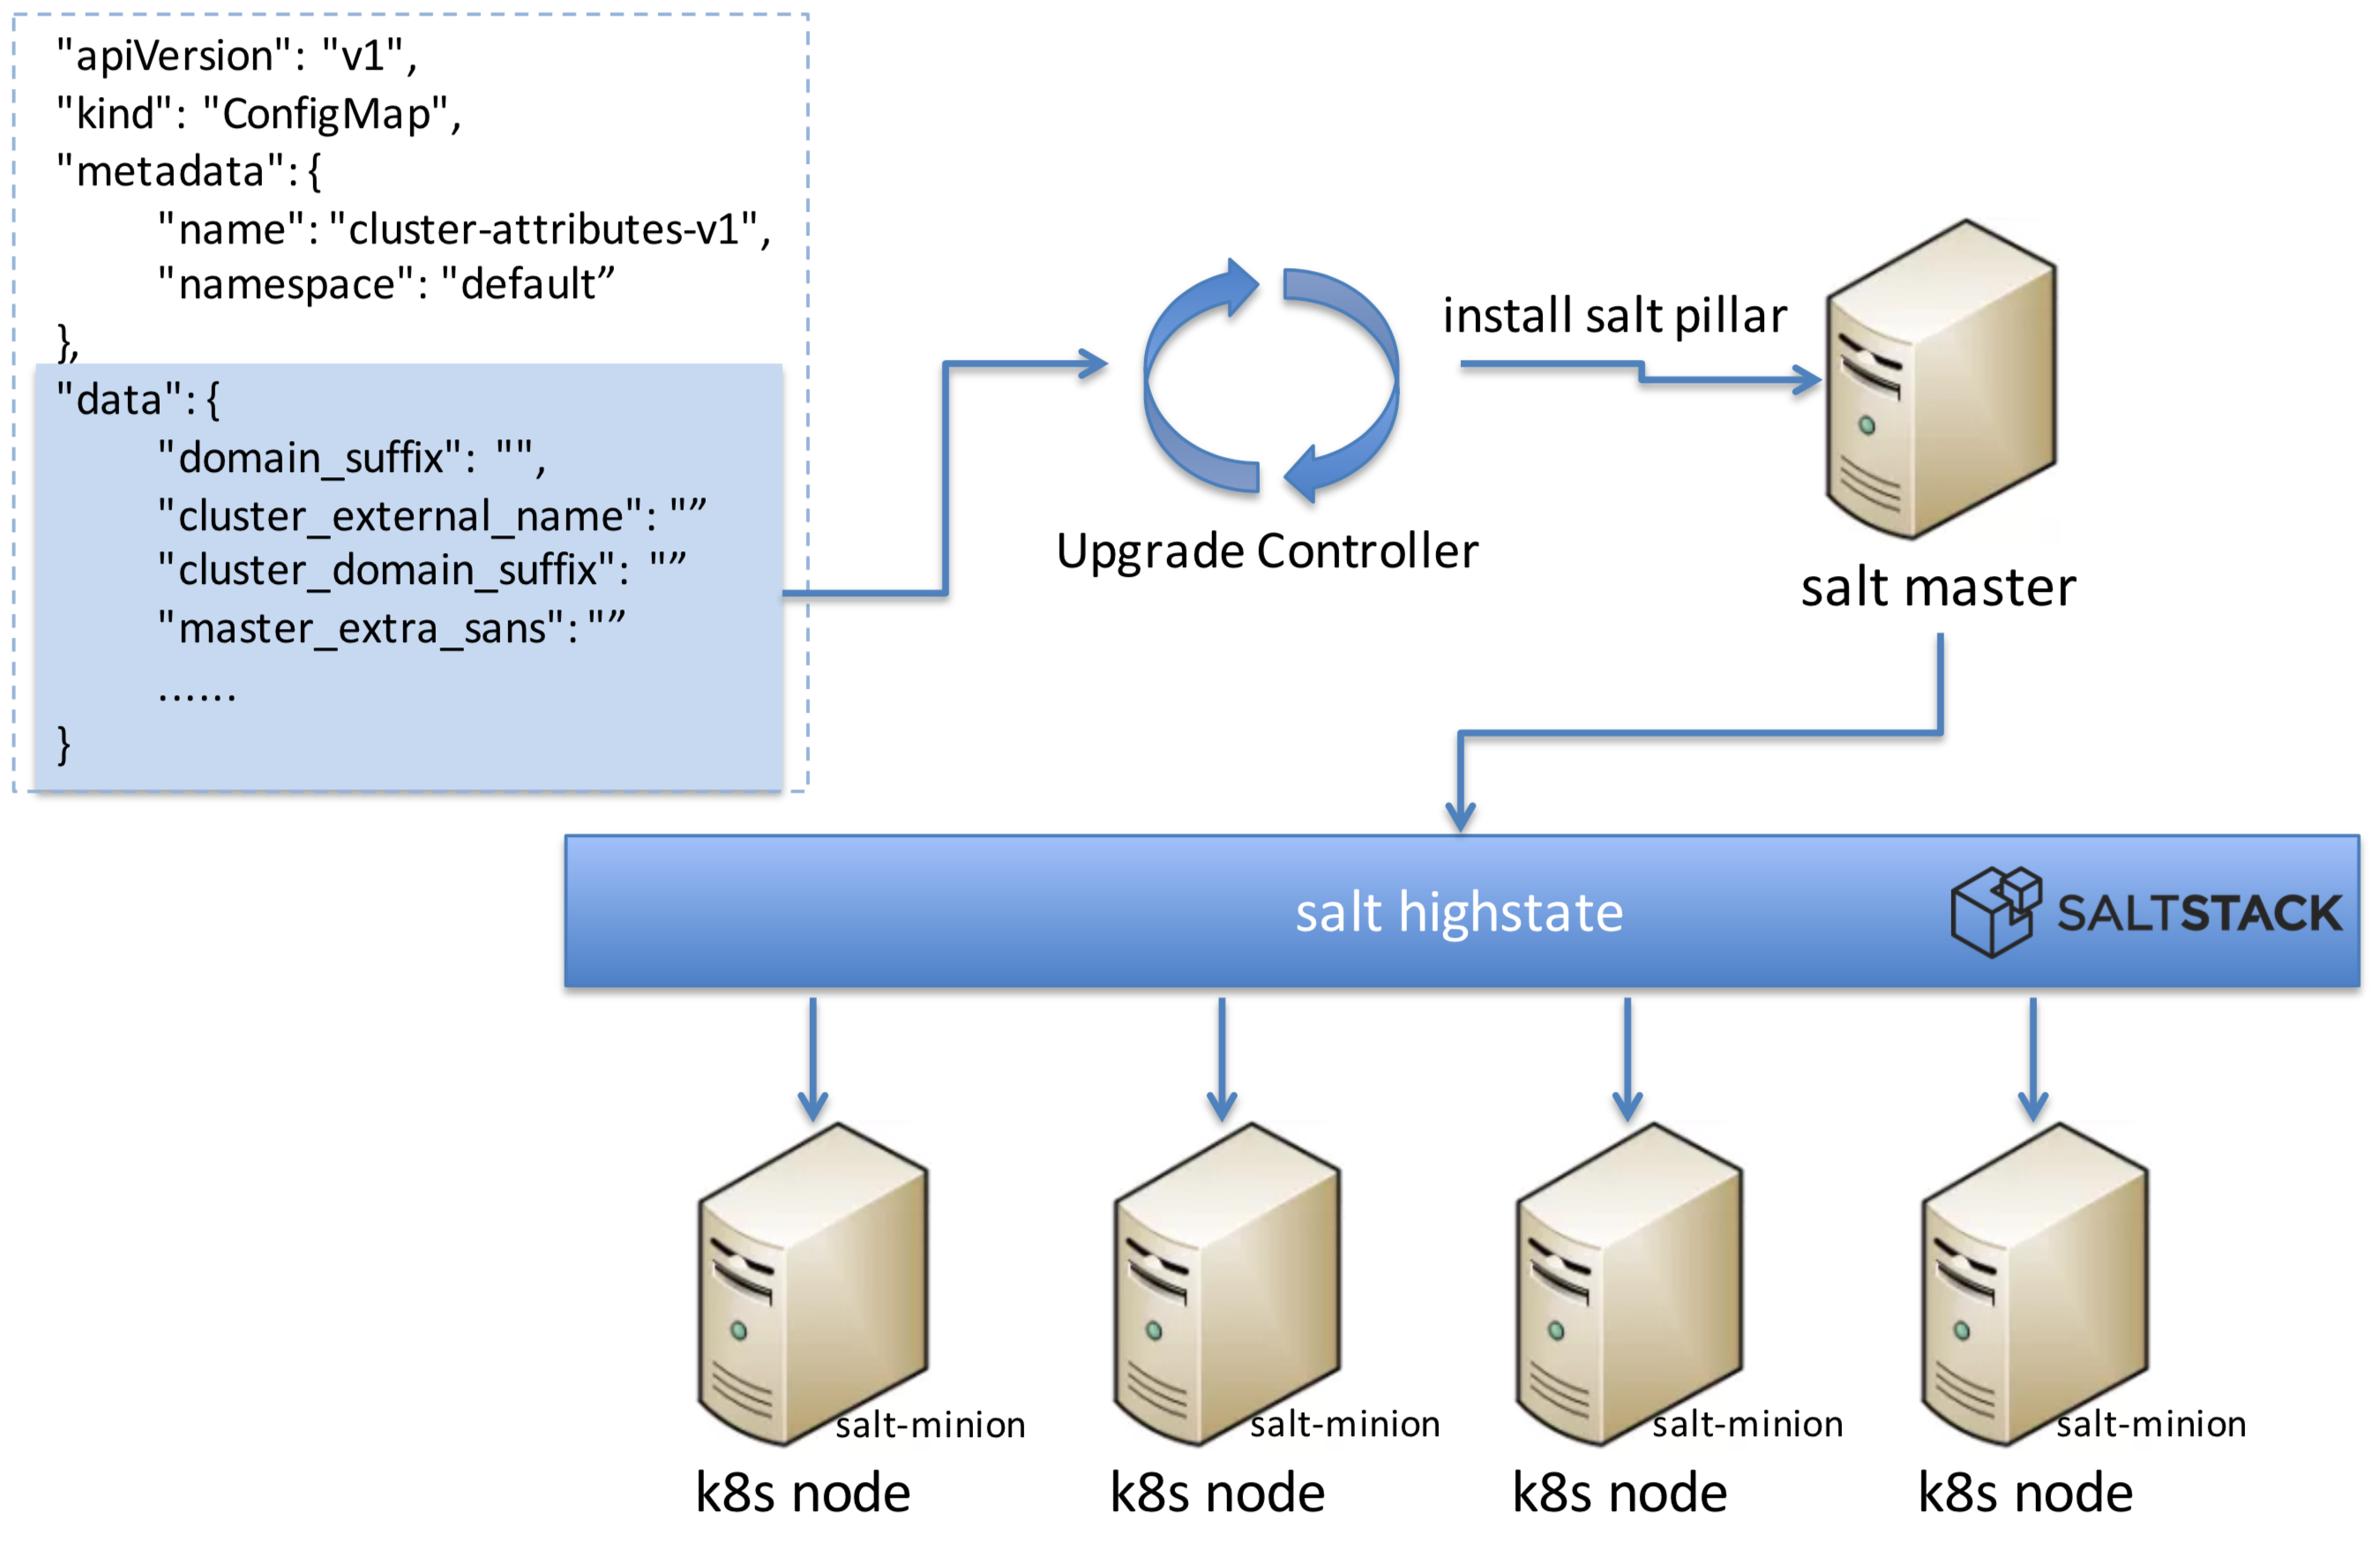 "apiVersion": "v1",
"kind": "ConfigMap",
"metadata": {
"name": "cluster-attributes-v1",
"namespace": "default”
},
"data": {
"domain_suffix": "",
"cluster_external_name": "”
"cluster_domain_suffix": "”
"master_extra_sans": "”
......
}
install salt pillar
Upgrade Controller
salt master
salt highstate
SALTSTACK
salt-minion
salt-minion
salt-minion
salt-minion
k8s node
k8s node
k8s node
k8s node